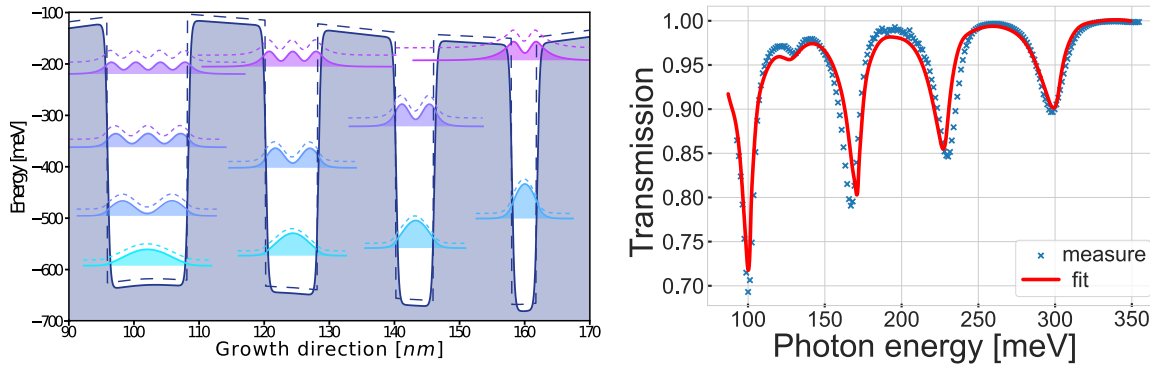 −100
−200
−300
−400
−500
−600
−700
Energy [meV]
90 100 110 120 130 140 150 160 170
Growth direction [nm]
1.00
0.95
0.90
0.85
0.80
0.75
0.70
Transmission
measure
fit
100 150 200 250 300 350
Photon energy [meV]